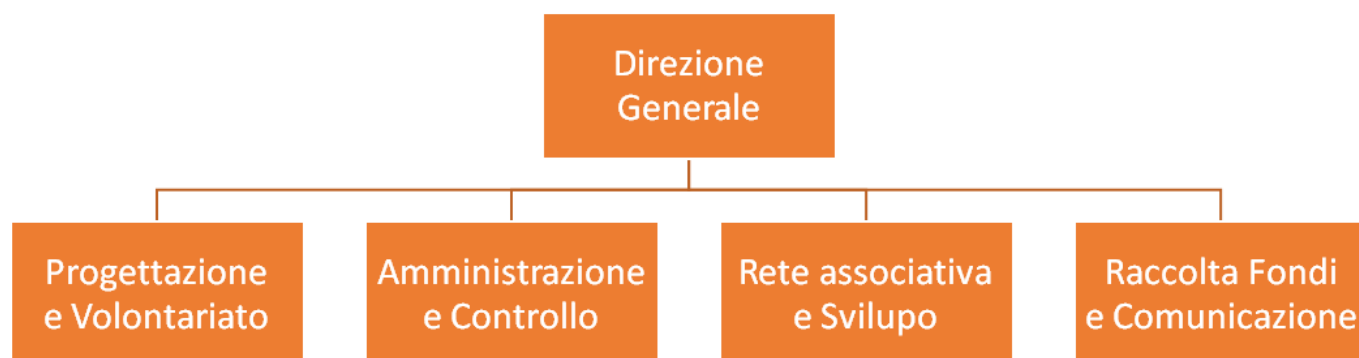 Direzione
Generale
Progettazione
e Volontariato
Amministrazione
e Controllo
Rete associativa
e Svilupo
Raccolta Fondi
e Comunicazione